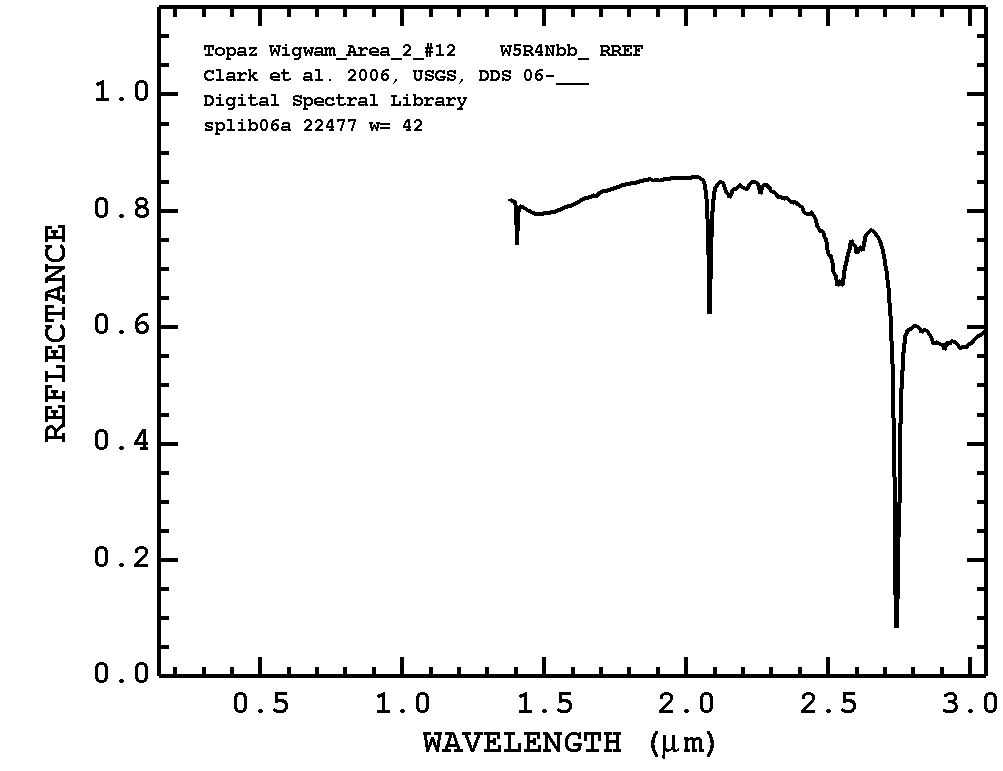 Topaz Wigwam_Area_2_#12 W5R4Nbb_ RREF
Clark et al. 2006, USGS, DDS 06-___
Digital Spectral Library
splib06a 22477 w= 42
1.0
0.8
0.6
0.4
0.2
0.0
REFLECTANCE
0.5 1.0 1.5 2.0 2.5 3.0
WAVELENGTH (μm)